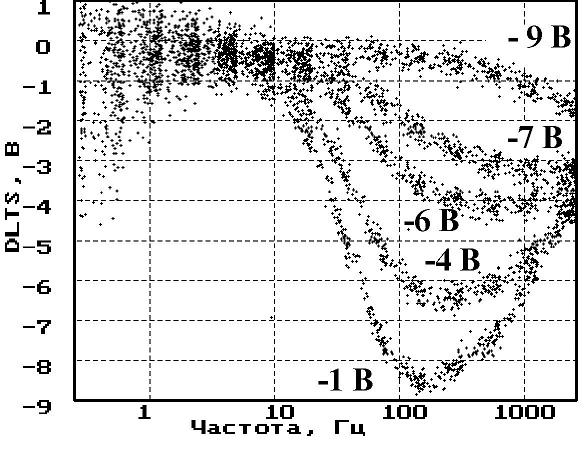 1
0
-1
-2
-3
-4
-5
-6
-7
-8
-9
DLTS, В
- 9 В
-7 В
-6 В
-4 В
-1 В
1 10 100 1000
Частота, Гц